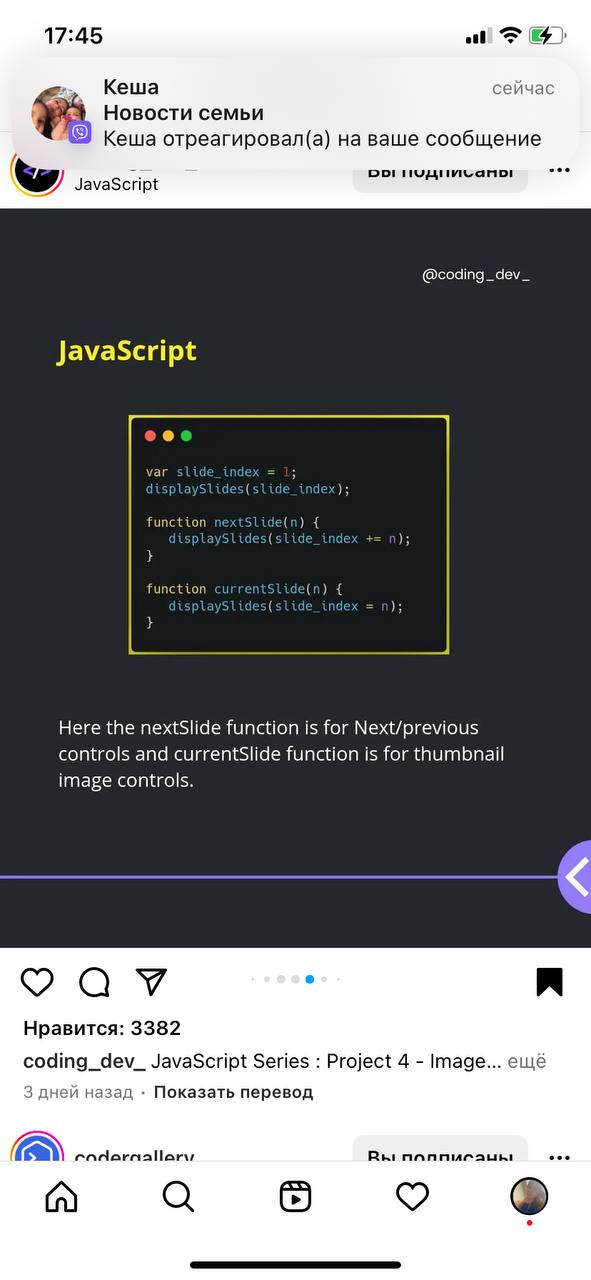 17:45
Кеша
сейчас
Новости семьи
Кеша отреагировал(а) на ваше сообщение
JavaScript
Вы подписаны
@coding_dev_
JavaScript
var slide_index = 1;
displaySlides(slide_index);
function nextSlide(n) {
displaySlides(slide_index += n);
}
function currentSlide(n) {
displaySlides(slide_index = n);
}
Here the nextSlide function is for Next/previous
controls and currentSlide function is for thumbnail
image controls.
Нравится: 3382
coding_dev_ JavaScript Series : Project 4 - Image... ещё
3 дней назад · Показать перевод
codergallery
Вы подписаны